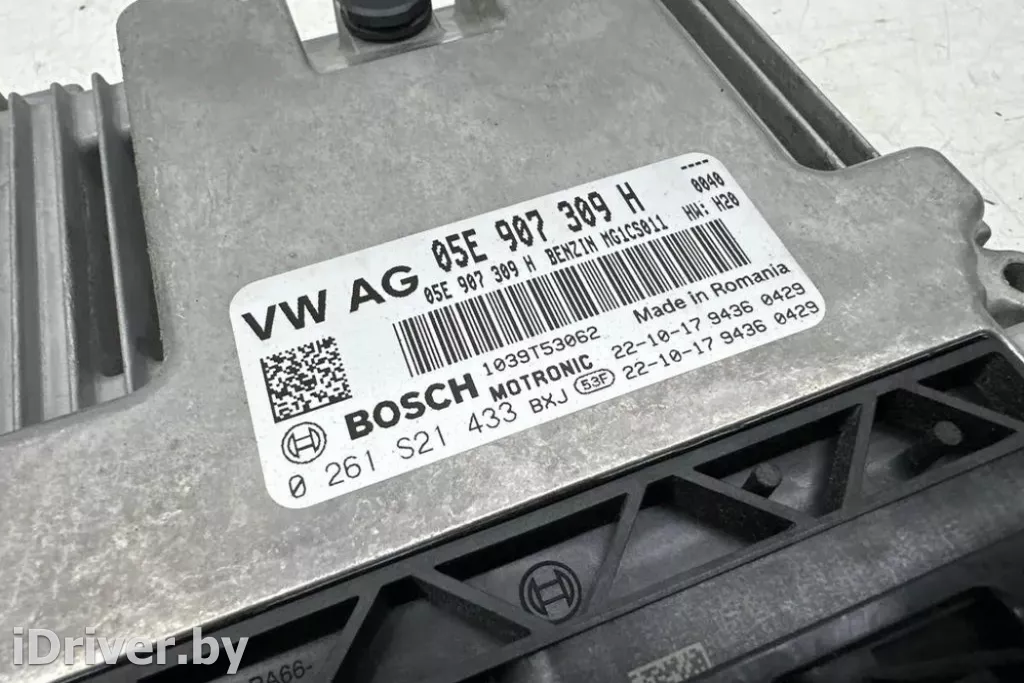 ----
VW AG 05E 907 309 H 0040
05E 907 309 H BENZIN MG1CS011 HW: H20
1039T53062 Made in Romania
BOSCH MOTRONIC 22-10-17 9436 0429
0 261 S21 433 BXJ 53F 22-10-17 9436 0429
iDriver.by